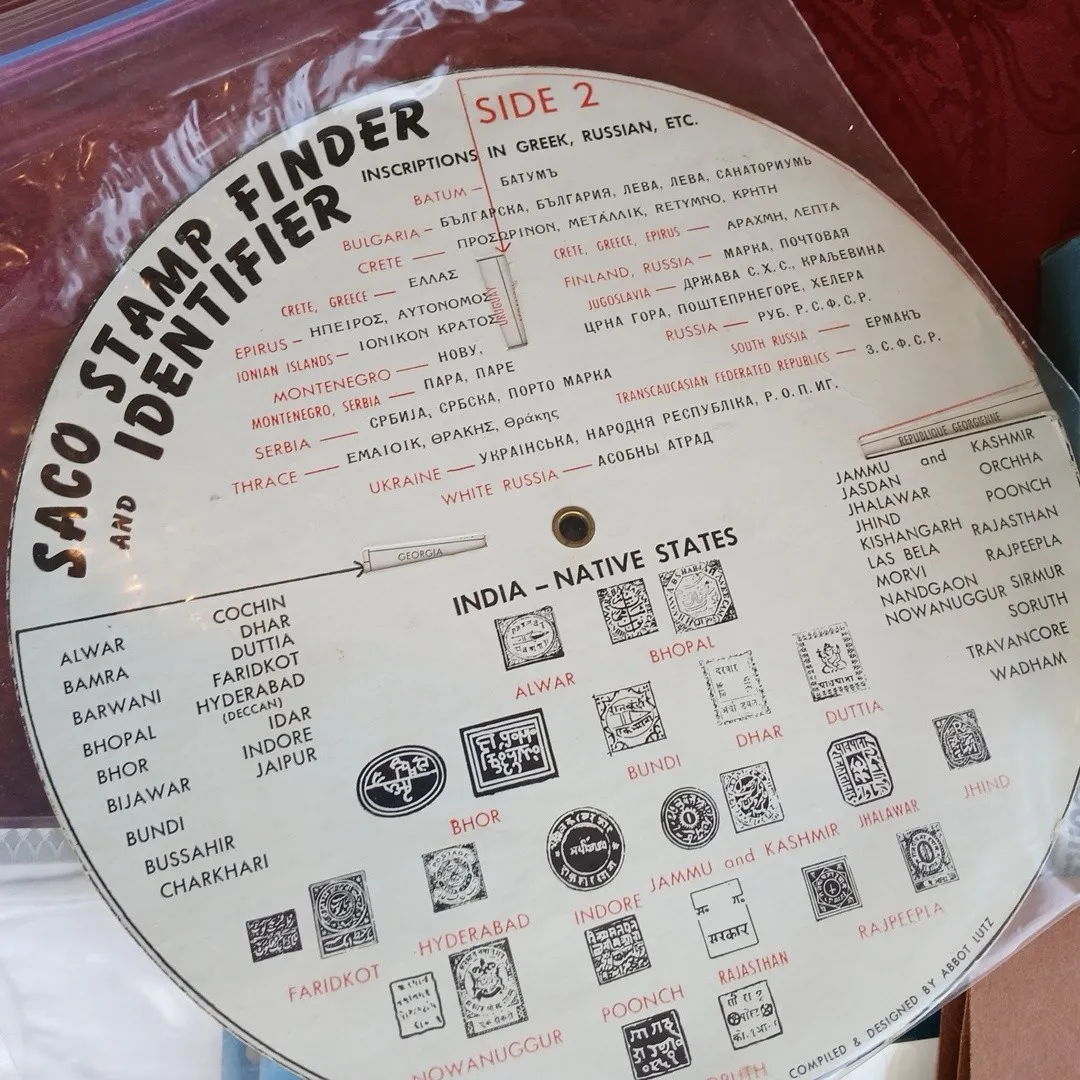 SACO STAMP FINDER
AND IDENTIFIER
SIDE 2
INSCRIPTIONS IN GREEK, RUSSIAN, ETC.
BATUM — БАТУМЪ
BULGARIA — БЪЛГАРСКА, БЪЛГАРИЯ, ЛЕВА, ЛЕВА, САНАТОРИУМЬ
CRETE — ΠΡΟΣΩΡΙΝΟΝ, ΜΕΤΑΛΛΙΚ, RETYMNO, ΚΡΗΤΗ
CRETE, GREECE — ΕΛΛΑΣ
EPIRUS — ΗΠΕΙΡΟΣ, ΑΥΤΟΝΟΜΟΣ
IONIAN ISLANDS — ΙΟΝΙΚΟΝ ΚΡΑΤΟΣ
MONTENEGRO — НОВУ,
MONTENEGRO, SERBIA — ПАРА, ПАРЕ
SERBIA — СРБИЈА, СРБСКА, ПОРТО МАРКА
THRACE — ΕΜΑΙΟΙΚ, ΘΡΑΚΗΣ, Θράκης
UKRAINE — УКРАІНСЬКА, НАРОДНЯ РЕСПУБЛІКА, Р.О.П.ИГ.
WHITE RUSSIA — АСОБНЫ АТРАД
CRETE, GREECE, EPIRUS — ΑΡΑΧΜΗ, ΛΕΠΤΑ
FINLAND, RUSSIA — МАРКА, ПОЧТОВАЯ
JUGOSLAVIA — ДРЖАВА С.Х.С., КРАЉЕВИНА
ЦРНА ГОРА, ПОШТЕПРНЕГОРЕ, ХЕЛЕРА
RUSSIA — РУБ. Р.С.Ф.С.Р.
SOUTH RUSSIA — ЕРМАКЪ
TRANSCAUCASIAN FEDERATED REPUBLICS — З.С.Ф.С.Р.
URUGUAY
REPUBLIQUE GEORGIENNE
GEORGIA
INDIA – NATIVE STATES
ALWAR
BAMRA
BARWANI
BHOPAL
BHOR
BIJAWAR
BUNDI
BUSSAHIR
CHARKHARI
COCHIN
DHAR
DUTTIA
FARIDKOT
HYDERABAD
(DECCAN)
IDAR
INDORE
JAIPUR
JAMMU and KASHMIR
JASDAN
JHALAWAR
JHIND
KISHANGARH
LAS BELA
MORVI
NANDGAON
NOWANUGGUR
ORCHHA
POONCH
RAJASTHAN
RAJPEEPLA
SIRMUR
SORUTH
TRAVANCORE
WADHAM
ALWAR
BHOPAL
BHOR
BUNDI
DHAR
दरबार
DUTTIA
FARIDKOT
HYDERABAD
INDORE
JAMMU and KASHMIR
JHALAWAR
JHIND
NOWANUGGUR
POONCH
RAJASTHAN
म. ग.
सरकार
RAJPEEPLA
COMPILED & DESIGNED BY ABBOT LUTZ